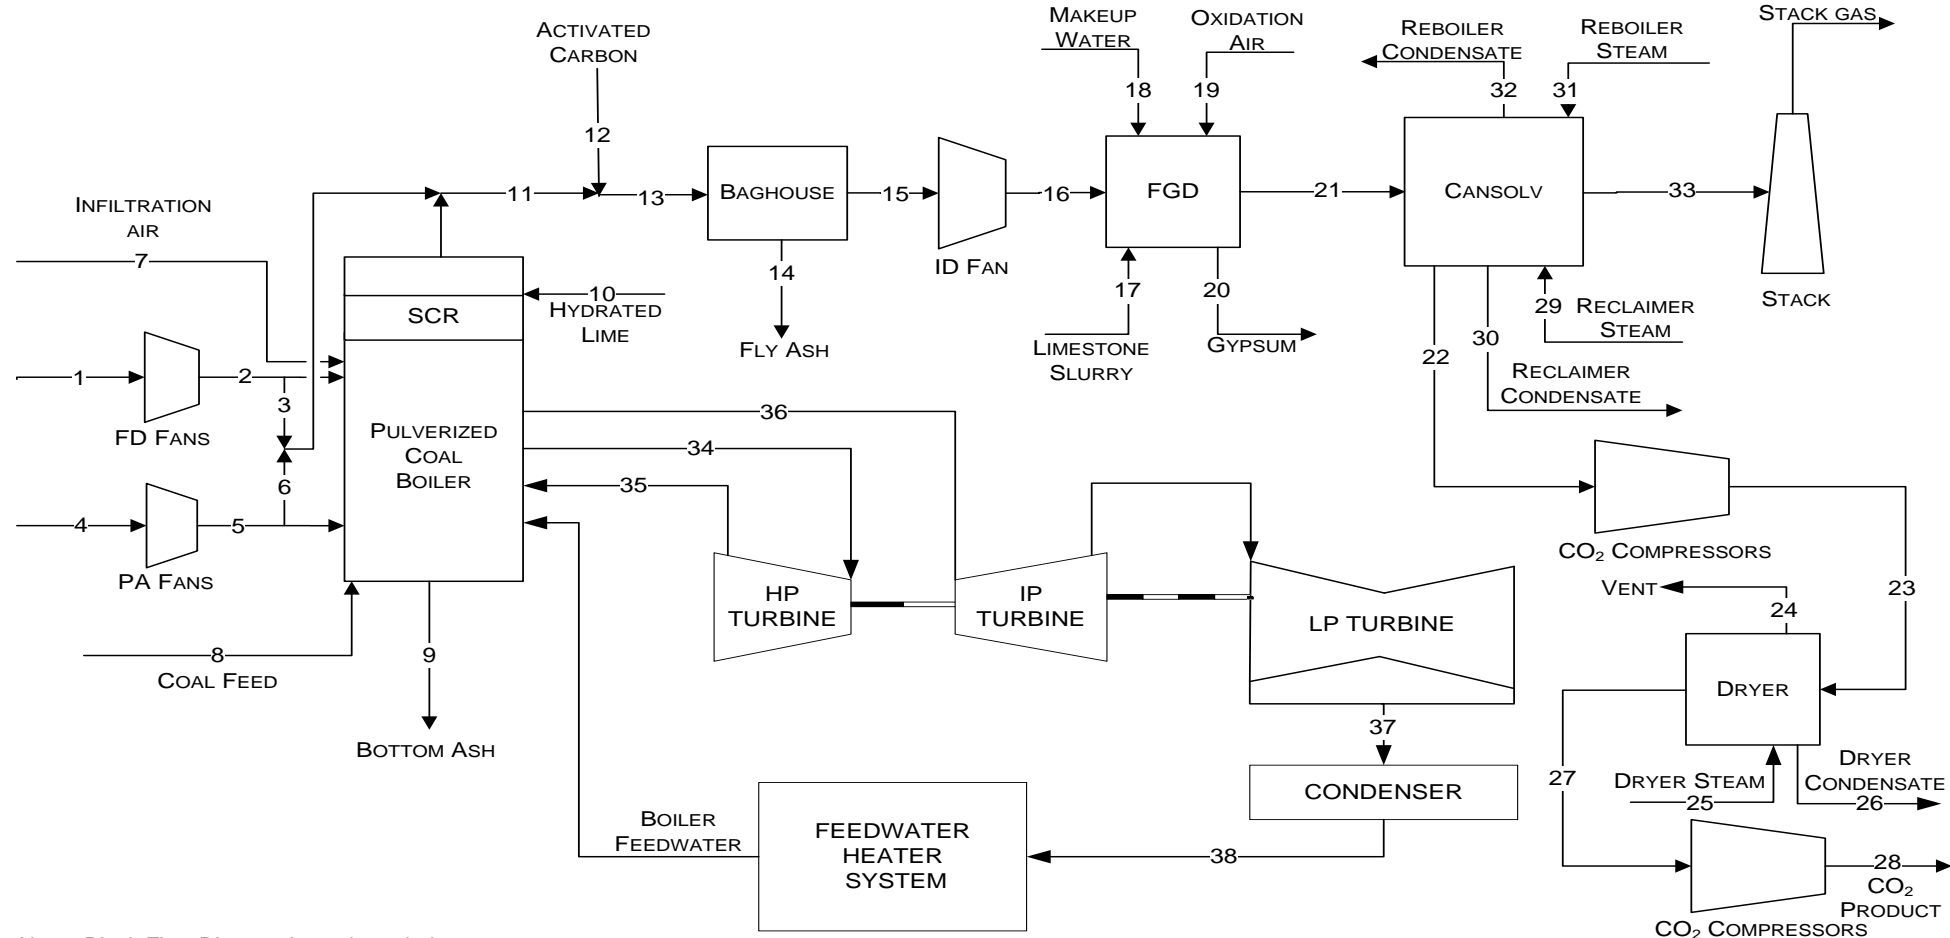 ACTIVATED
CARBON
12
MAKEUP
WATER
18
OXIDATION
AIR
19
REBOILER
CONDENSATE
32
REBOILER
STEAM
31
STACK GAS
INFILTRATION
AIR
7
11
13
BAGHOUSE
15
16
FGD
21
CANSOLV
33
14
FLY ASH
ID FAN
17
LIMESTONE
SLURRY
20
GYPSUM
22
30
RECLAIMER
CONDENSATE
29
RECLAIMER
STEAM
STACK
SCR
10
HYDRATED
LIME
1
2
3
FD FANS
6
4
5
PA FANS
PULVERIZED
COAL
BOILER
36
34
35
8
COAL FEED
9
BOTTOM ASH
HP
TURBINE
IP
TURBINE
LP TURBINE
37
CONDENSER
38
FEEDWATER
HEATER
SYSTEM
BOILER
FEEDWATER
CO2 COMPRESSORS
23
VENT
24
DRYER
27
DRYER STEAM
25
DRYER
CONDENSATE
26
28
CO2
PRODUCT
CO2 COMPRESSORS